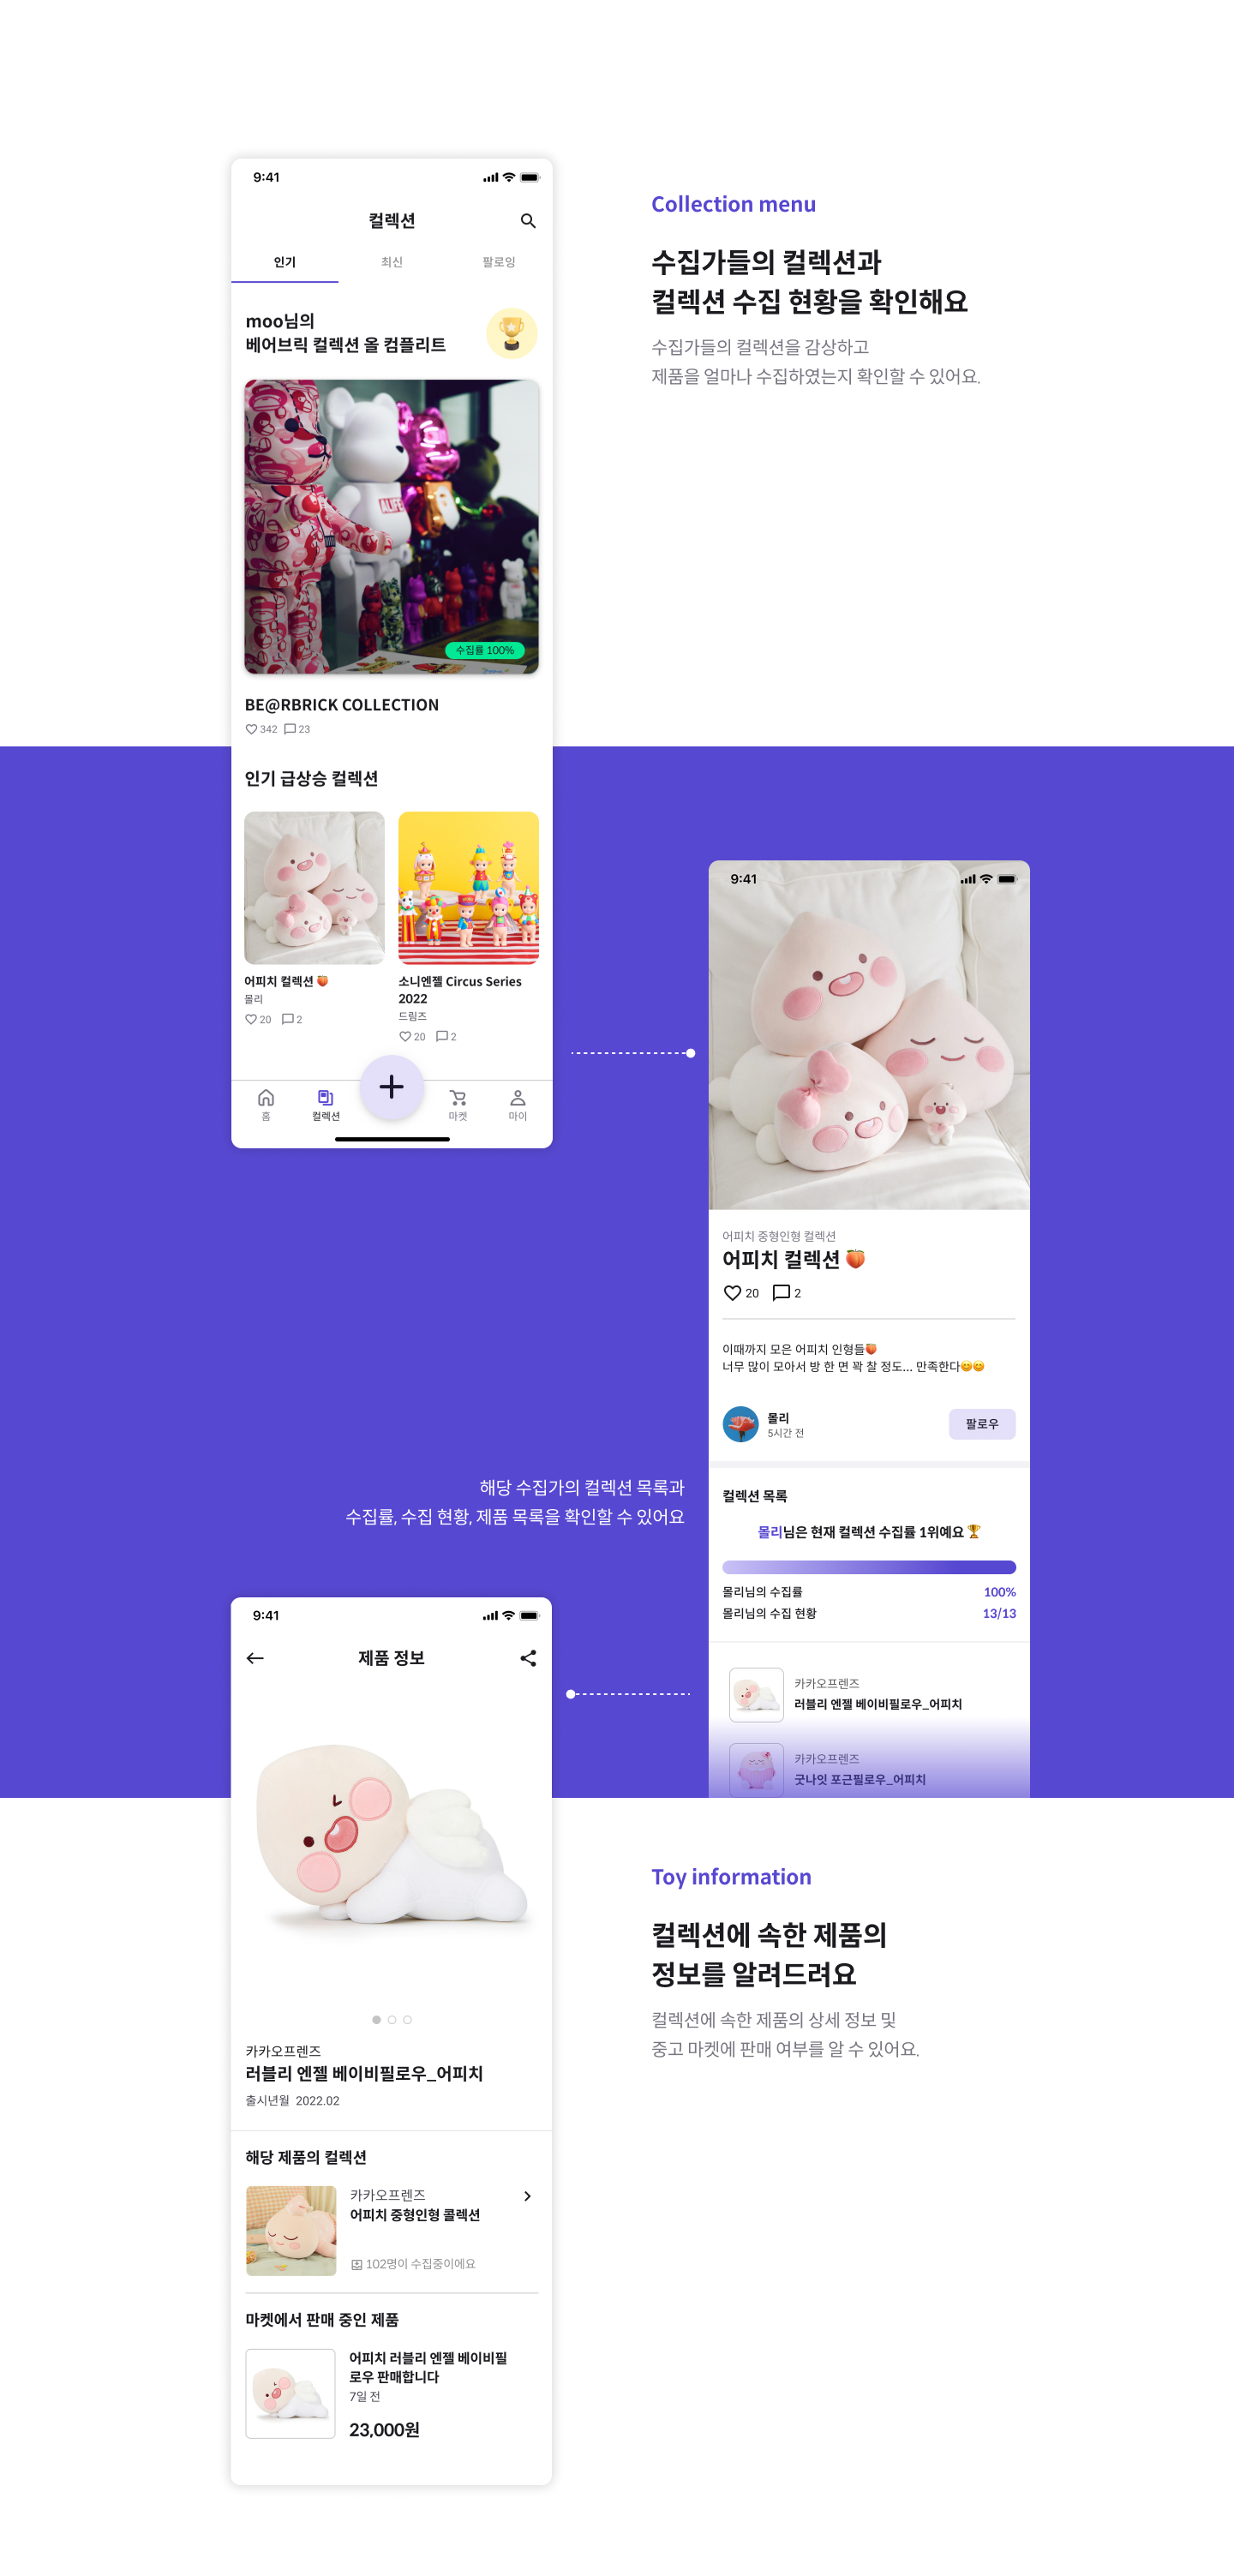 9:41
컬렉션
인기
최신
팔로잉
moo님의
베어브릭 컬렉션 올 컴플리트
ALIFE
수집률 100%
BE@RBRICK COLLECTION
342 23
인기 급상승 컬렉션
어피치 컬렉션 🍑
몰리
20 2
소니엔젤 Circus Series
2022
드림즈
20 2
홈
컬렉션
마켓
마이
Collection menu
수집가들의 컬렉션과
컬렉션 수집 현황을 확인해요
수집가들의 컬렉션을 감상하고
제품을 얼마나 수집하였는지 확인할 수 있어요.
9:41
어피치 중형인형 컬렉션
어피치 컬렉션 🍑
20 2
이때까지 모은 어피치 인형들🍑
너무 많이 모아서 방 한 면 꽉 찰 정도... 만족한다😊😊
몰리
5시간 전
팔로우
컬렉션 목록
몰리님은 현재 컬렉션 수집률 1위예요 🏆
몰리님의 수집률 100%
몰리님의 수집 현황 13/13
카카오프렌즈
러블리 엔젤 베이비필로우_어피치
카카오프렌즈
굿나잇 포근필로우_어피치
해당 수집가의 컬렉션 목록과
수집률, 수집 현황, 제품 목록을 확인할 수 있어요
9:41
제품 정보
카카오프렌즈
러블리 엔젤 베이비필로우_어피치
출시년월 2022.02
해당 제품의 컬렉션
카카오프렌즈
어피치 중형인형 콜렉션
102명이 수집중이에요
마켓에서 판매 중인 제품
어피치 러블리 엔젤 베이비필
로우 판매합니다
7일 전
23,000원
Toy information
컬렉션에 속한 제품의
정보를 알려드려요
컬렉션에 속한 제품의 상세 정보 및
중고 마켓에 판매 여부를 알 수 있어요.